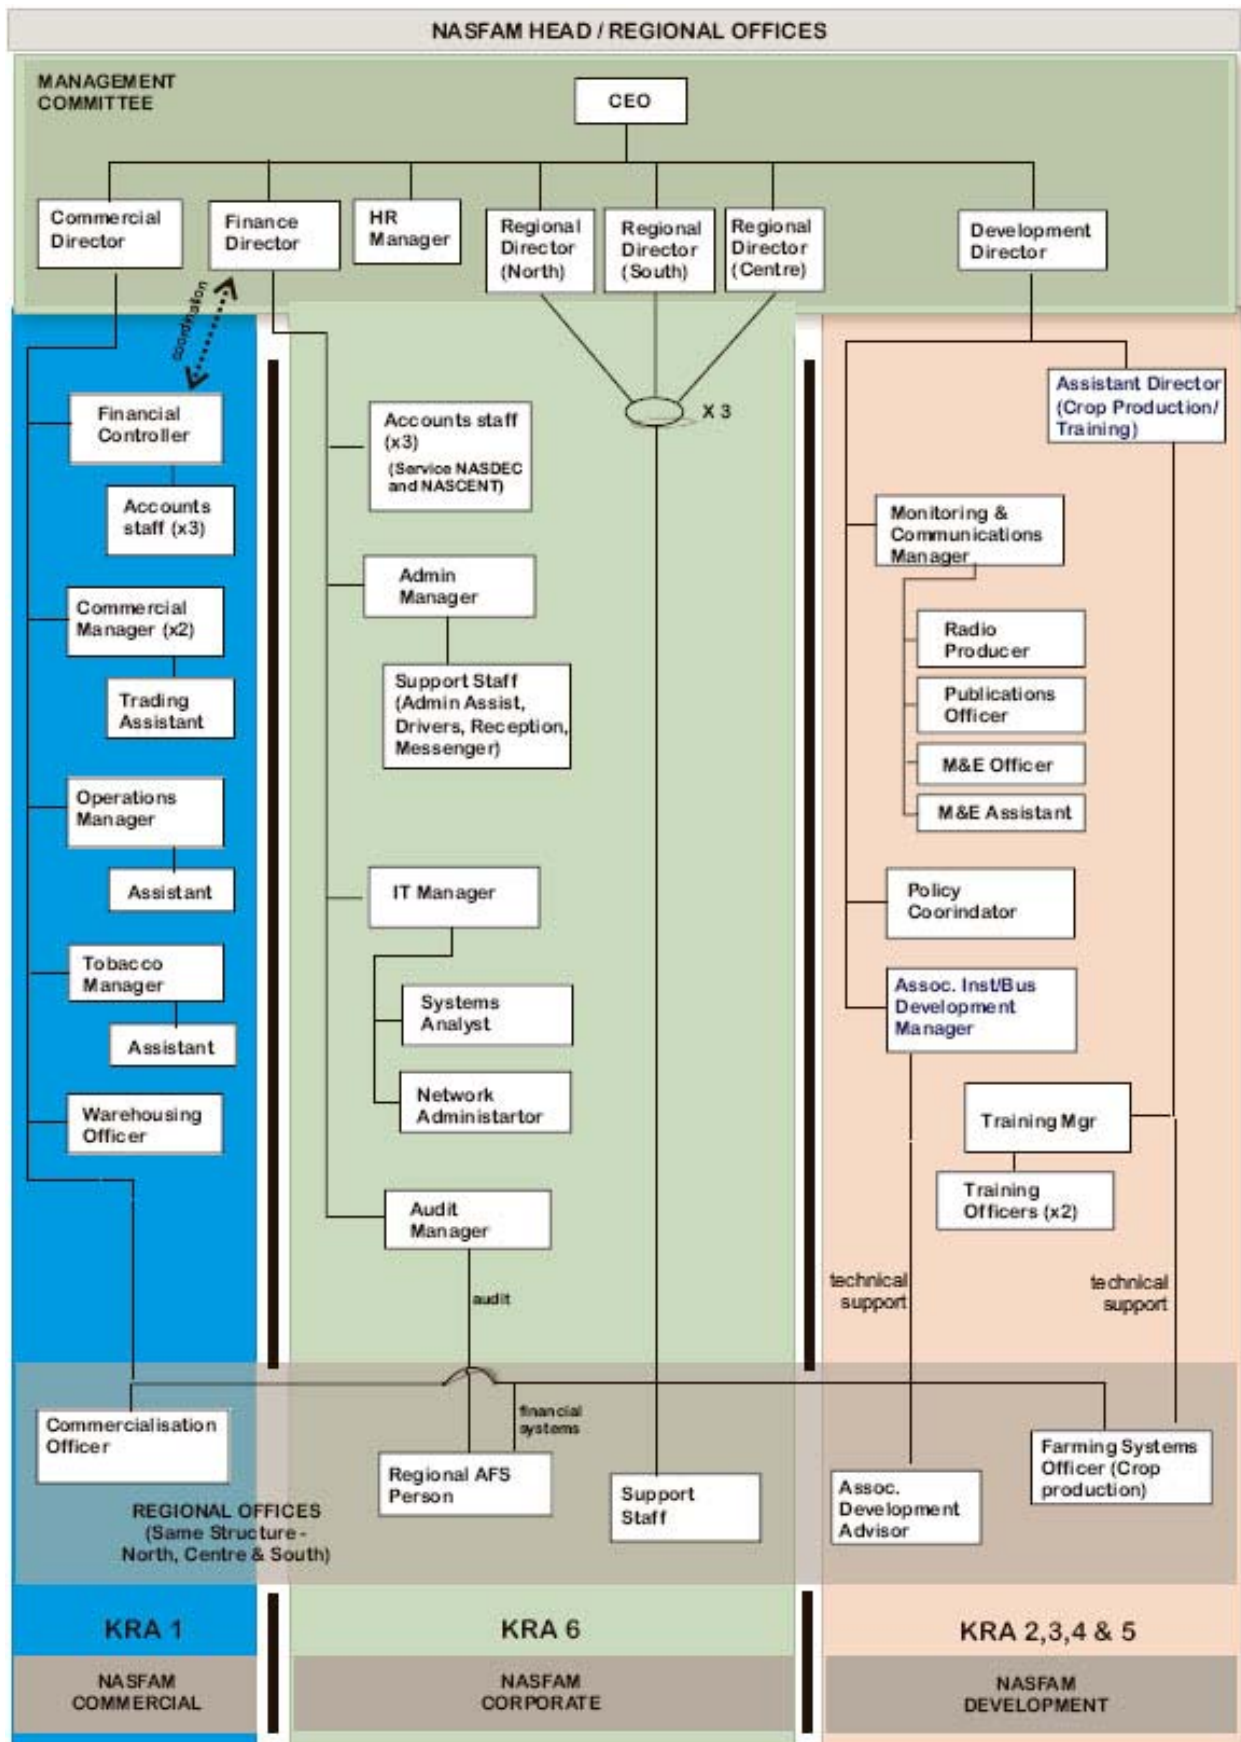 NASFAM HEAD / REGIONAL OFFICES
MANAGEMENT
COMMITTEE
CEO
Commercial
Director
Finance
Director
HR
Manager
Regional
Director
(North)
Regional
Director
(South)
Regional
Director
(Centre)
Development
Director
coordination
Financial
Controller
Accounts
staff (x3)
Commercial
Manager (x2)
Trading
Assistant
Operations
Manager
Assistant
Tobacco
Manager
Assistant
Warehousing
Officer
Accounts staff
(x3)
(Service NASDEC
and NASCENT)
Admin
Manager
Support Staff
(Admin Assist,
Drivers, Reception,
Messenger)
IT Manager
Systems
Analyst
Network
Administartor
Audit
Manager
audit
X 3
Assistant Director
(Crop Production/
Training)
Monitoring &
Communications
Manager
Radio
Producer
Publications
Officer
M&E Officer
M&E Assistant
Policy
Coorindator
Assoc. Inst/Bus
Development
Manager
Training Mgr
Training
Officers (x2)
technical
support
technical
support
Commercialisation
Officer
financial
systems
Regional AFS
Person
Support
Staff
Assoc.
Development
Advisor
Farming Systems
Officer (Crop
production)
REGIONAL OFFICES
(Same Structure -
North, Centre & South)
KRA 1
KRA 6
KRA 2,3,4 & 5
NASFAM
COMMERCIAL
NASFAM
CORPORATE
NASFAM
DEVELOPMENT